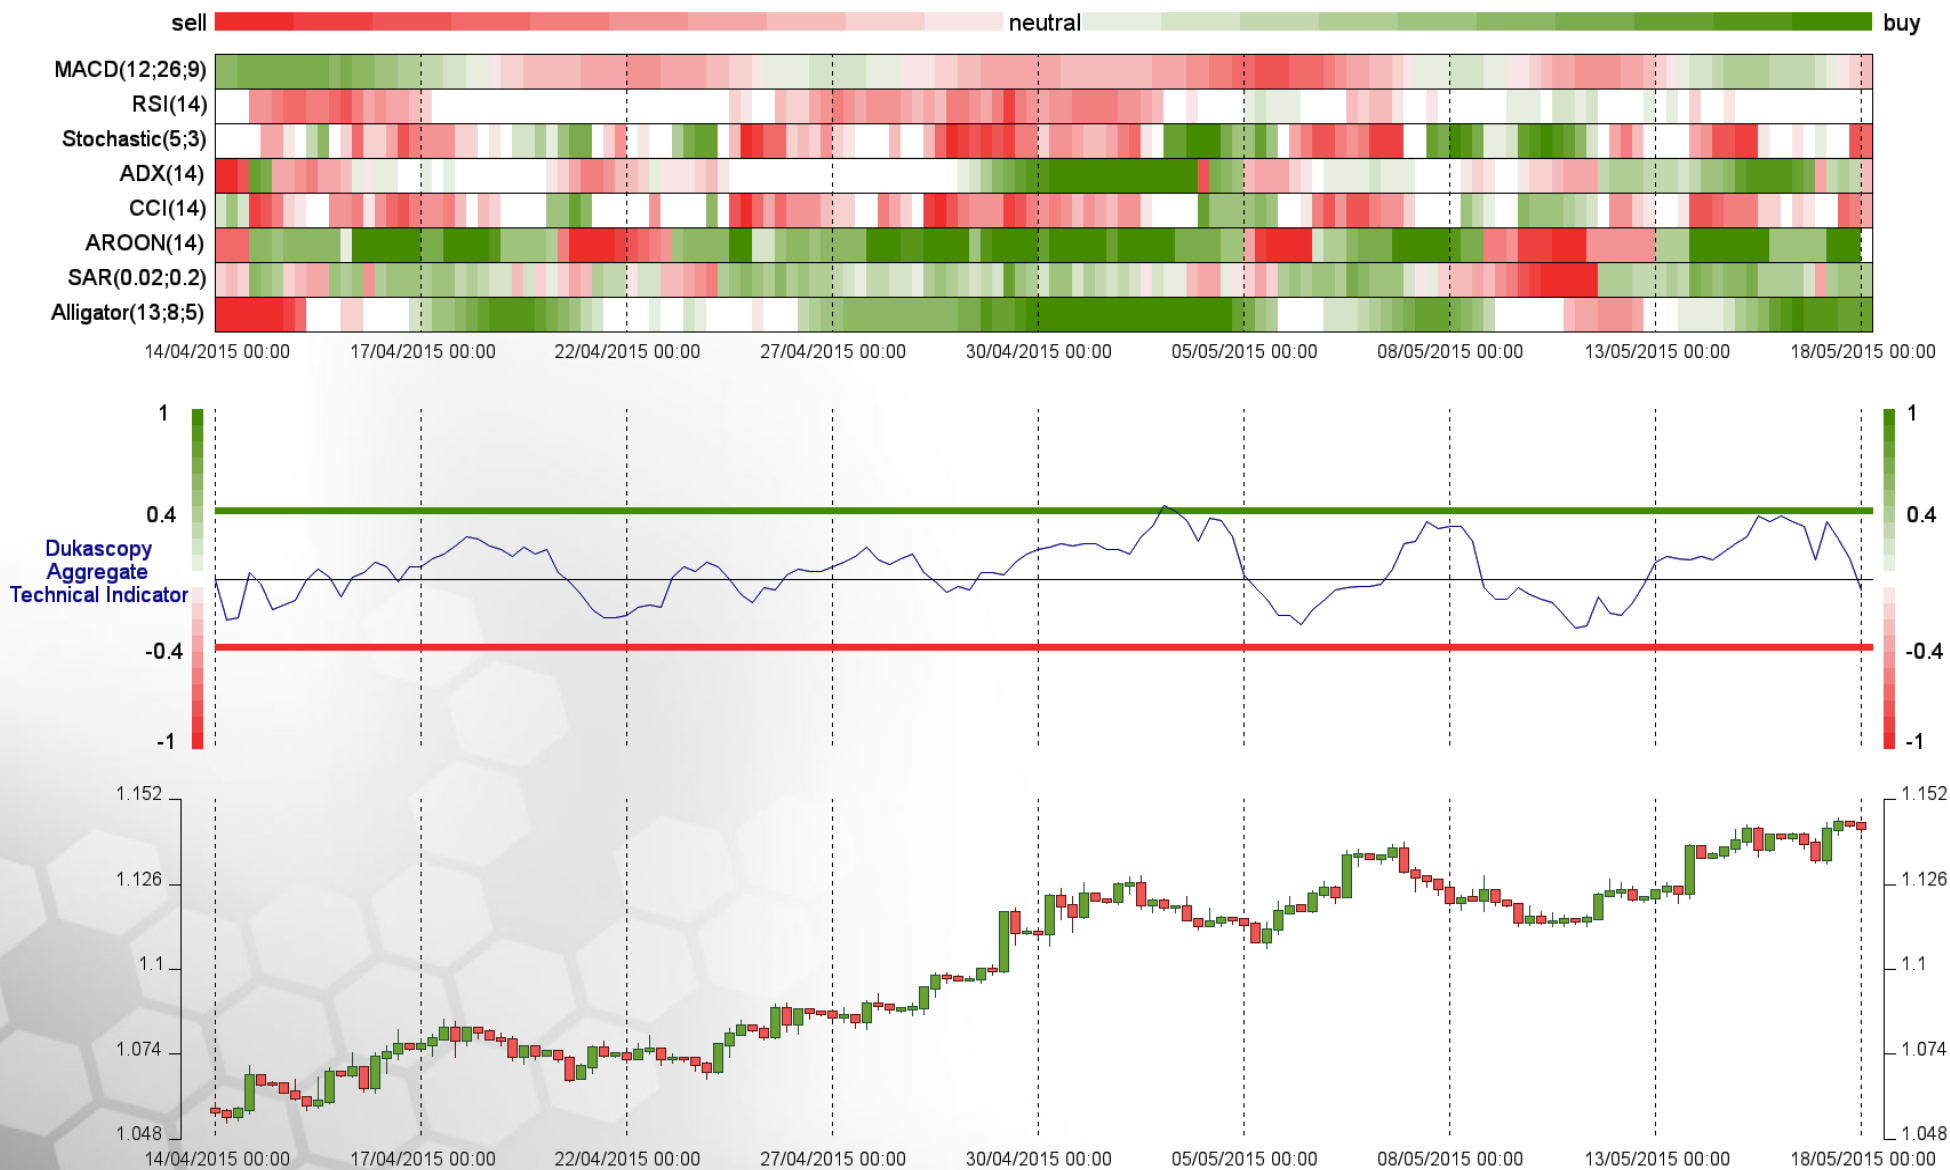 sell neutral buy
MACD(12;26;9)
RSI(14)
Stochastic(5;3)
ADX(14)
CCI(14)
AROON(14)
SAR(0.02;0.2)
Alligator(13;8;5)
14/04/2015 00:00 17/04/2015 00:00 22/04/2015 00:00 27/04/2015 00:00 30/04/2015 00:00 05/05/2015 00:00 08/05/2015 00:00 13/05/2015 00:00 18/05/2015 00:00
1 1
0.4 0.4
Dukascopy
Aggregate
Technical Indicator
-0.4 -0.4
-1 -1
1.152 1.152
1.126 1.126
1.1 1.1
1.074 1.074
1.048 1.048
14/04/2015 00:00 17/04/2015 00:00 22/04/2015 00:00 27/04/2015 00:00 30/04/2015 00:00 05/05/2015 00:00 08/05/2015 00:00 13/05/2015 00:00 18/05/2015 00:00